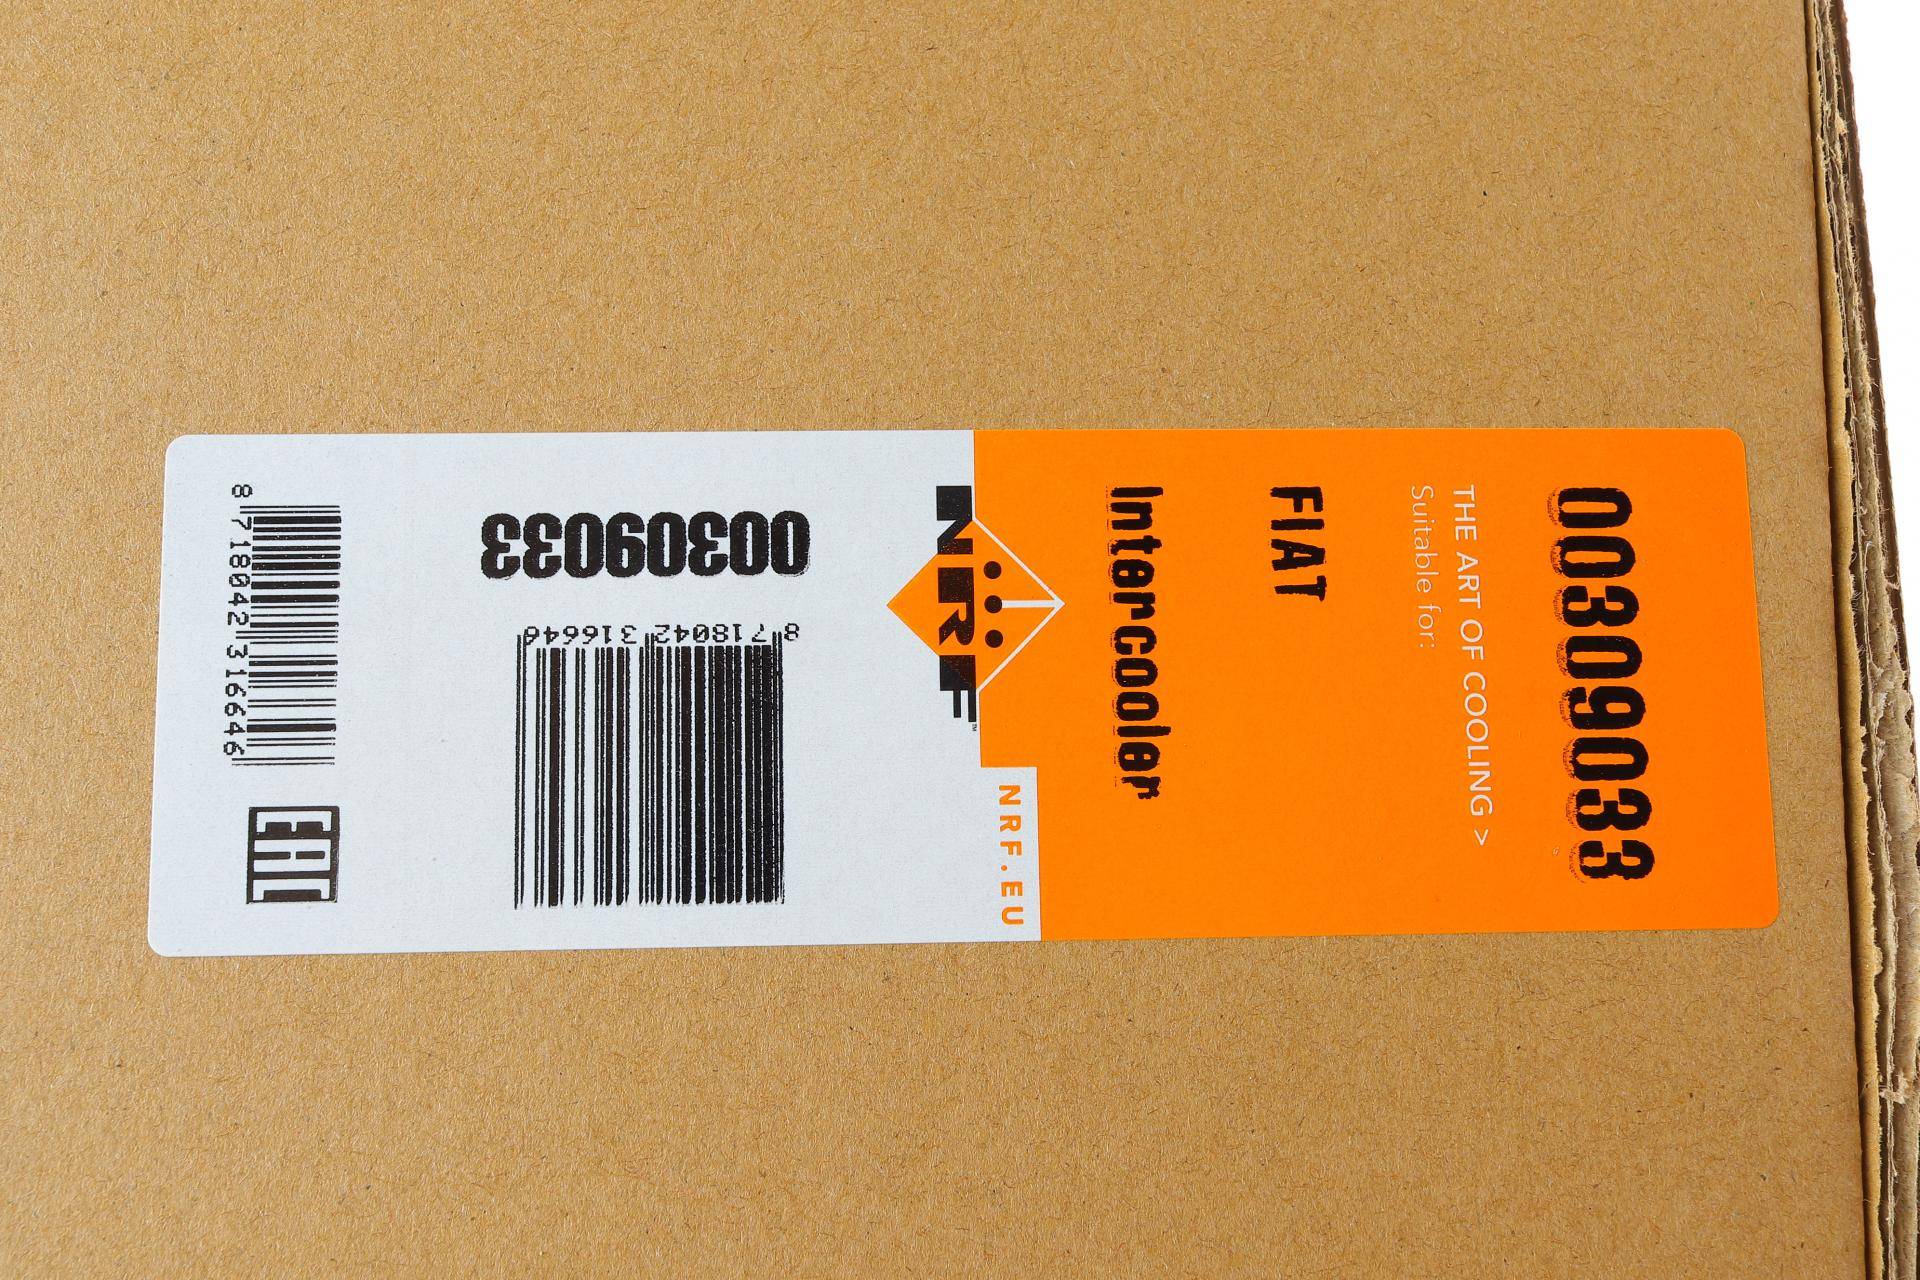 00309033
THE ART OF COOLING >
Suitable for:
FIAT
Intercooler
NRF.EU
NRF™
00309033
8 718042 316646
8 718042 316646
EAC